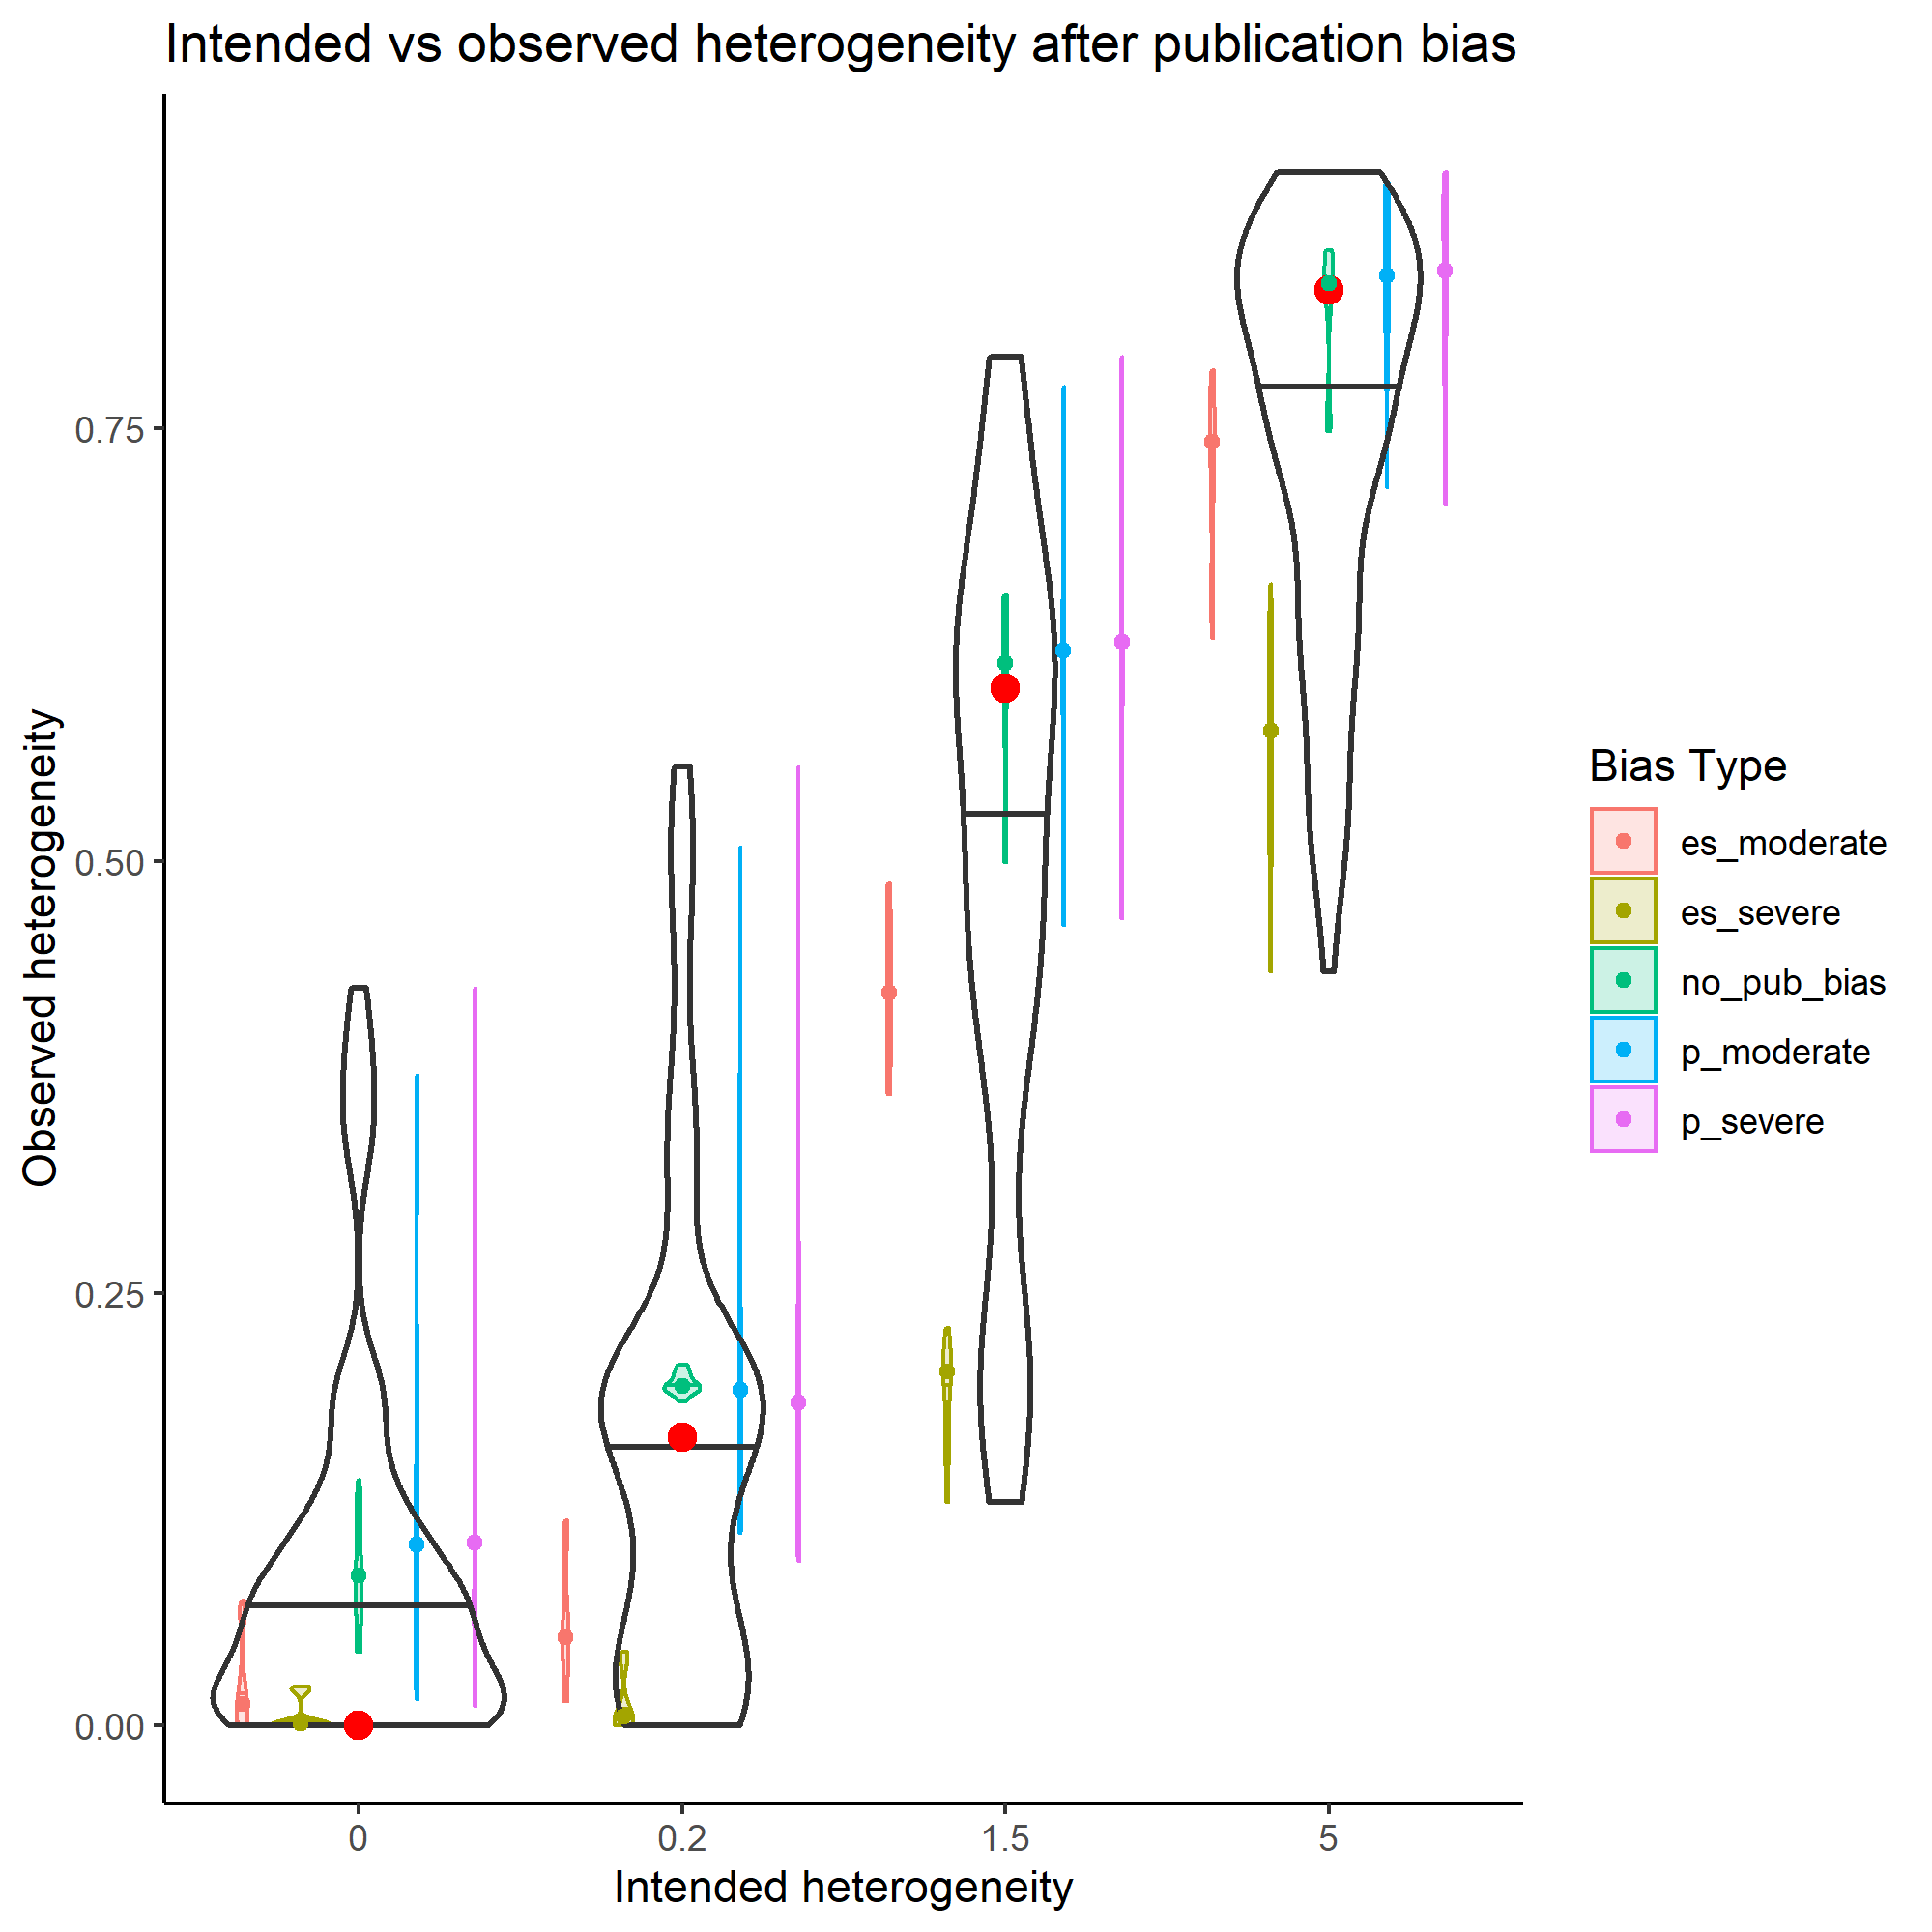 Intended vs observed heterogeneity after publication bias
Observed heterogeneity
0.75
0.50
0.25
0.00
0
0.2
1.5
5
Intended heterogeneity
Bias Type
es_moderate
es_severe
no_pub_bias
p_moderate
p_severe